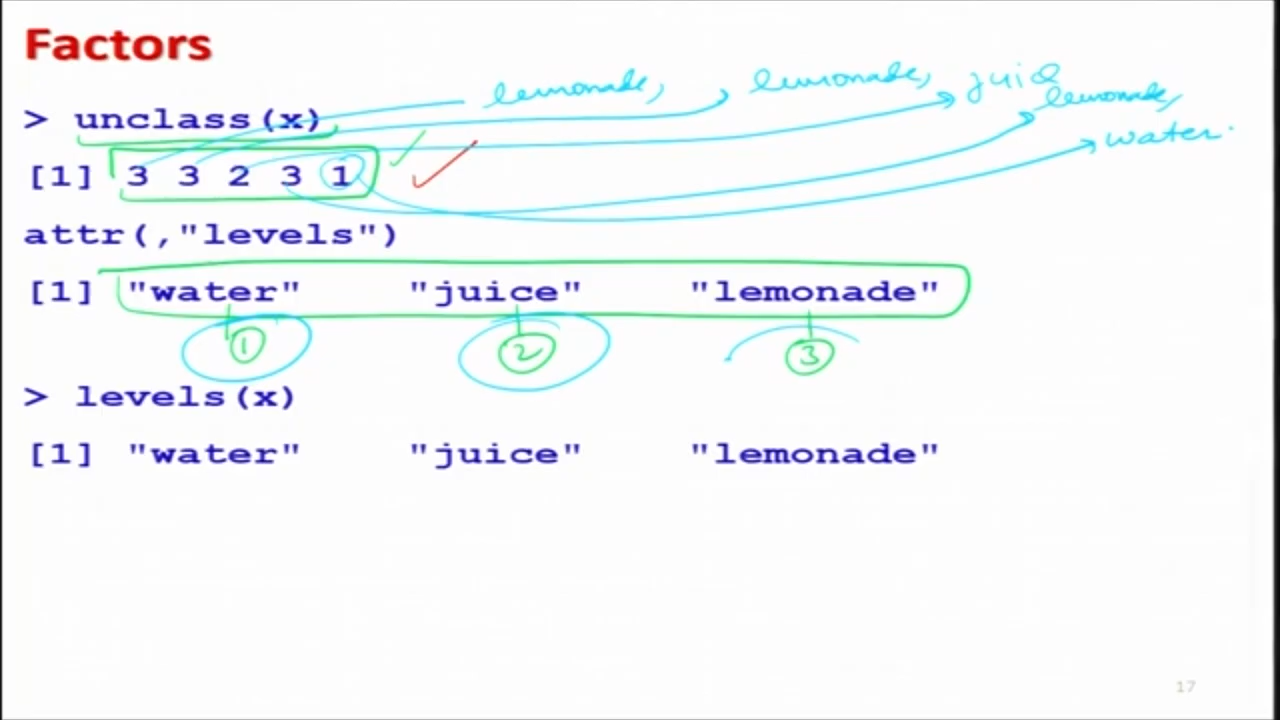 Factors
lemonade, lemonade, juice
lemonade,
> unclass(x)
water.
[1] 3 3 2 3 1
attr(,"levels")
[1] "water" "juice" "lemonade"
1 2 3
> levels(x)
[1] "water" "juice" "lemonade"
17